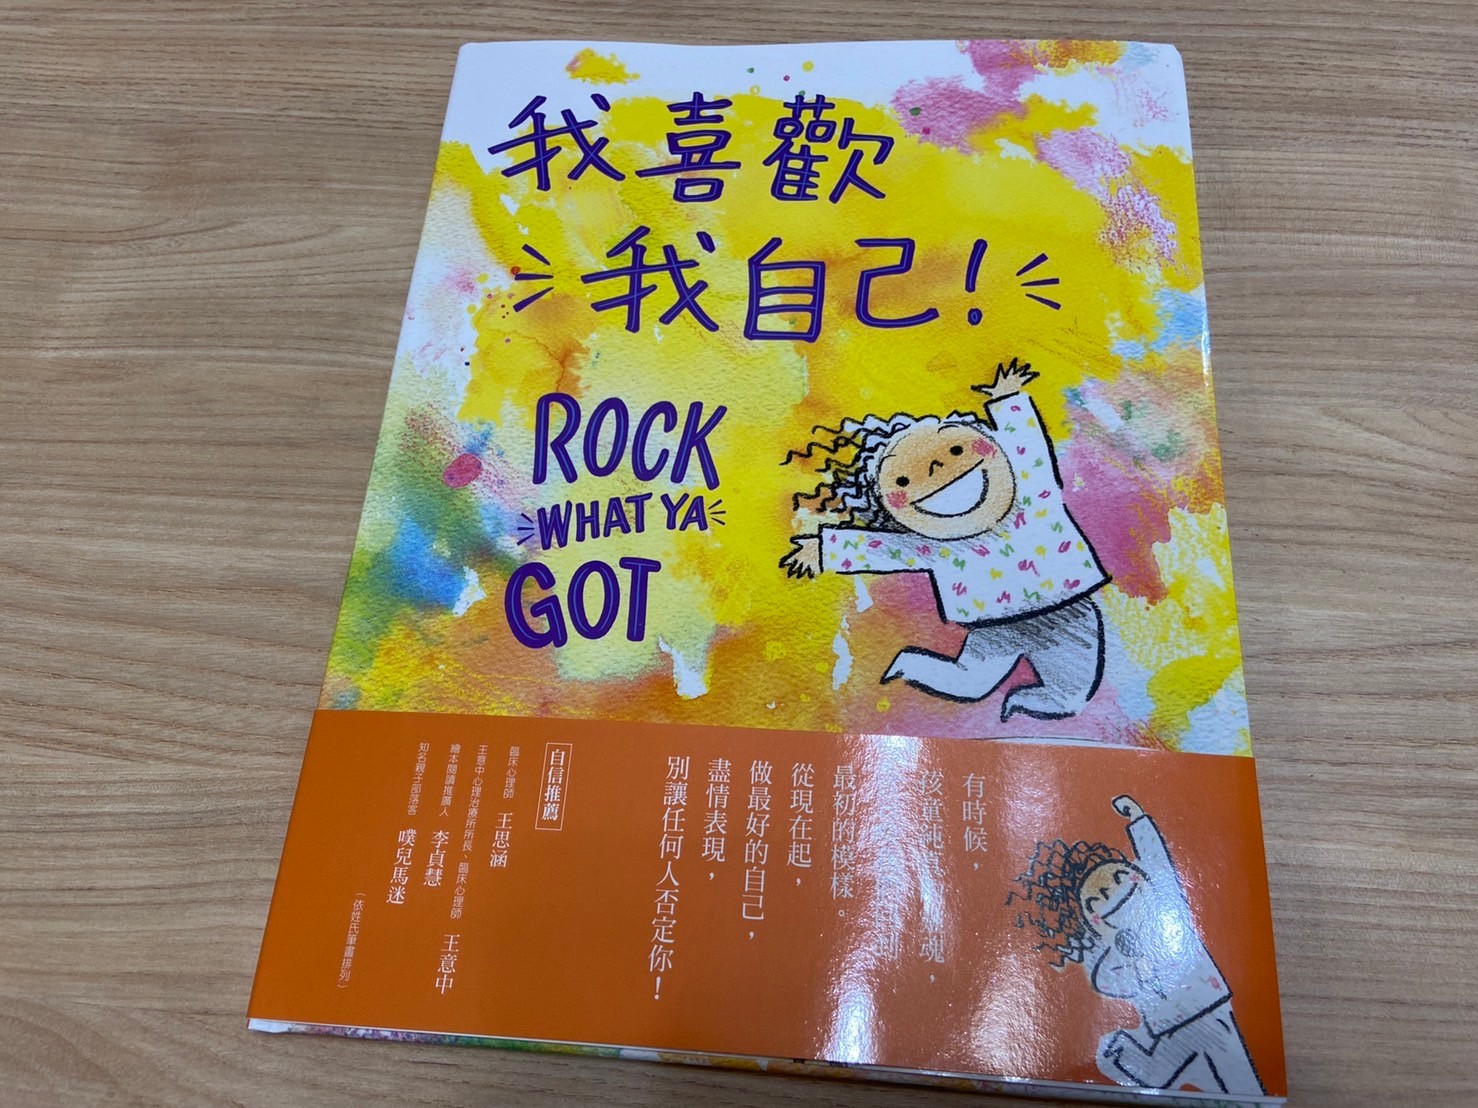 我喜歡
我自己！
ROCK
WHAT YA
GOT
有時候，
孩童純
靈魂，
最初的模樣。
從現在起，
做最好的自己，
盡情表現，
別讓任何人否定你！
自信推薦
臨床心理師 王思涵
王意中心理治療所所長、臨床心理師 王意中
繪本閱讀推廣人 李貞慧
知名親子部落客 噗兒馬迷
（依姓氏筆畫排列）